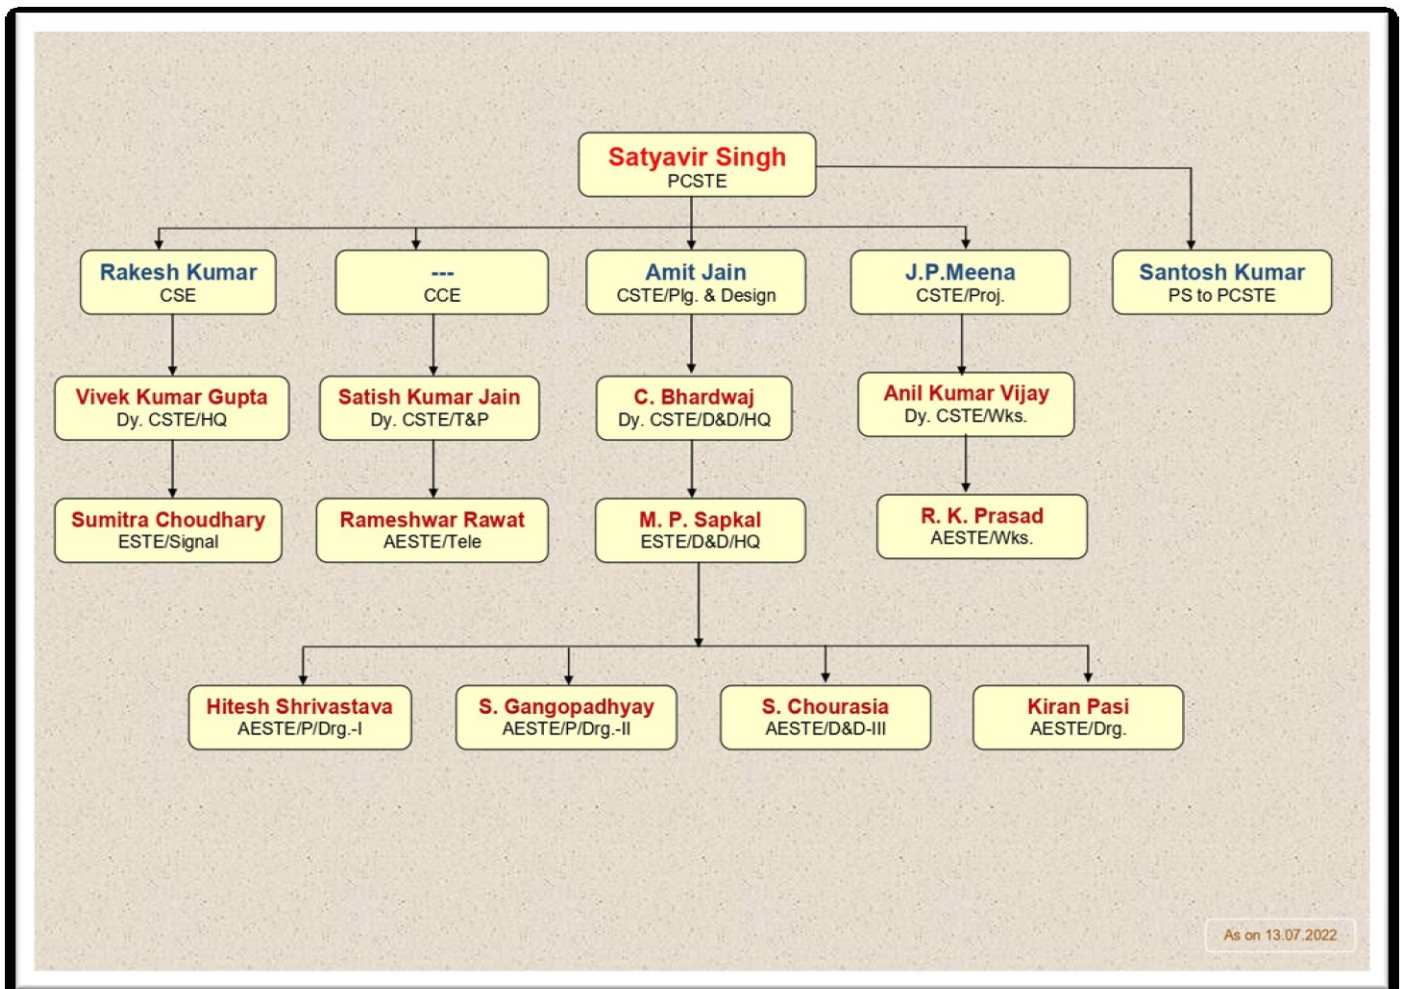 Satyavir Singh
PCSTE
Rakesh Kumar
CSE
---
CCE
Amit Jain
CSTE/Plg. & Design
J.P.Meena
CSTE/Proj.
Santosh Kumar
PS to PCSTE
Vivek Kumar Gupta
Dy. CSTE/HQ
Satish Kumar Jain
Dy. CSTE/T&P
C. Bhardwaj
Dy. CSTE/D&D/HQ
Anil Kumar Vijay
Dy. CSTE/Wks.
Sumitra Choudhary
ESTE/Signal
Rameshwar Rawat
AESTE/Tele
M. P. Sapkal
ESTE/D&D/HQ
R. K. Prasad
AESTE/Wks.
Hitesh Shrivastava
AESTE/P/Drg.-I
S. Gangopadhyay
AESTE/P/Drg.-II
S. Chourasia
AESTE/D&D-III
Kiran Pasi
AESTE/Drg.
As on 13.07.2022